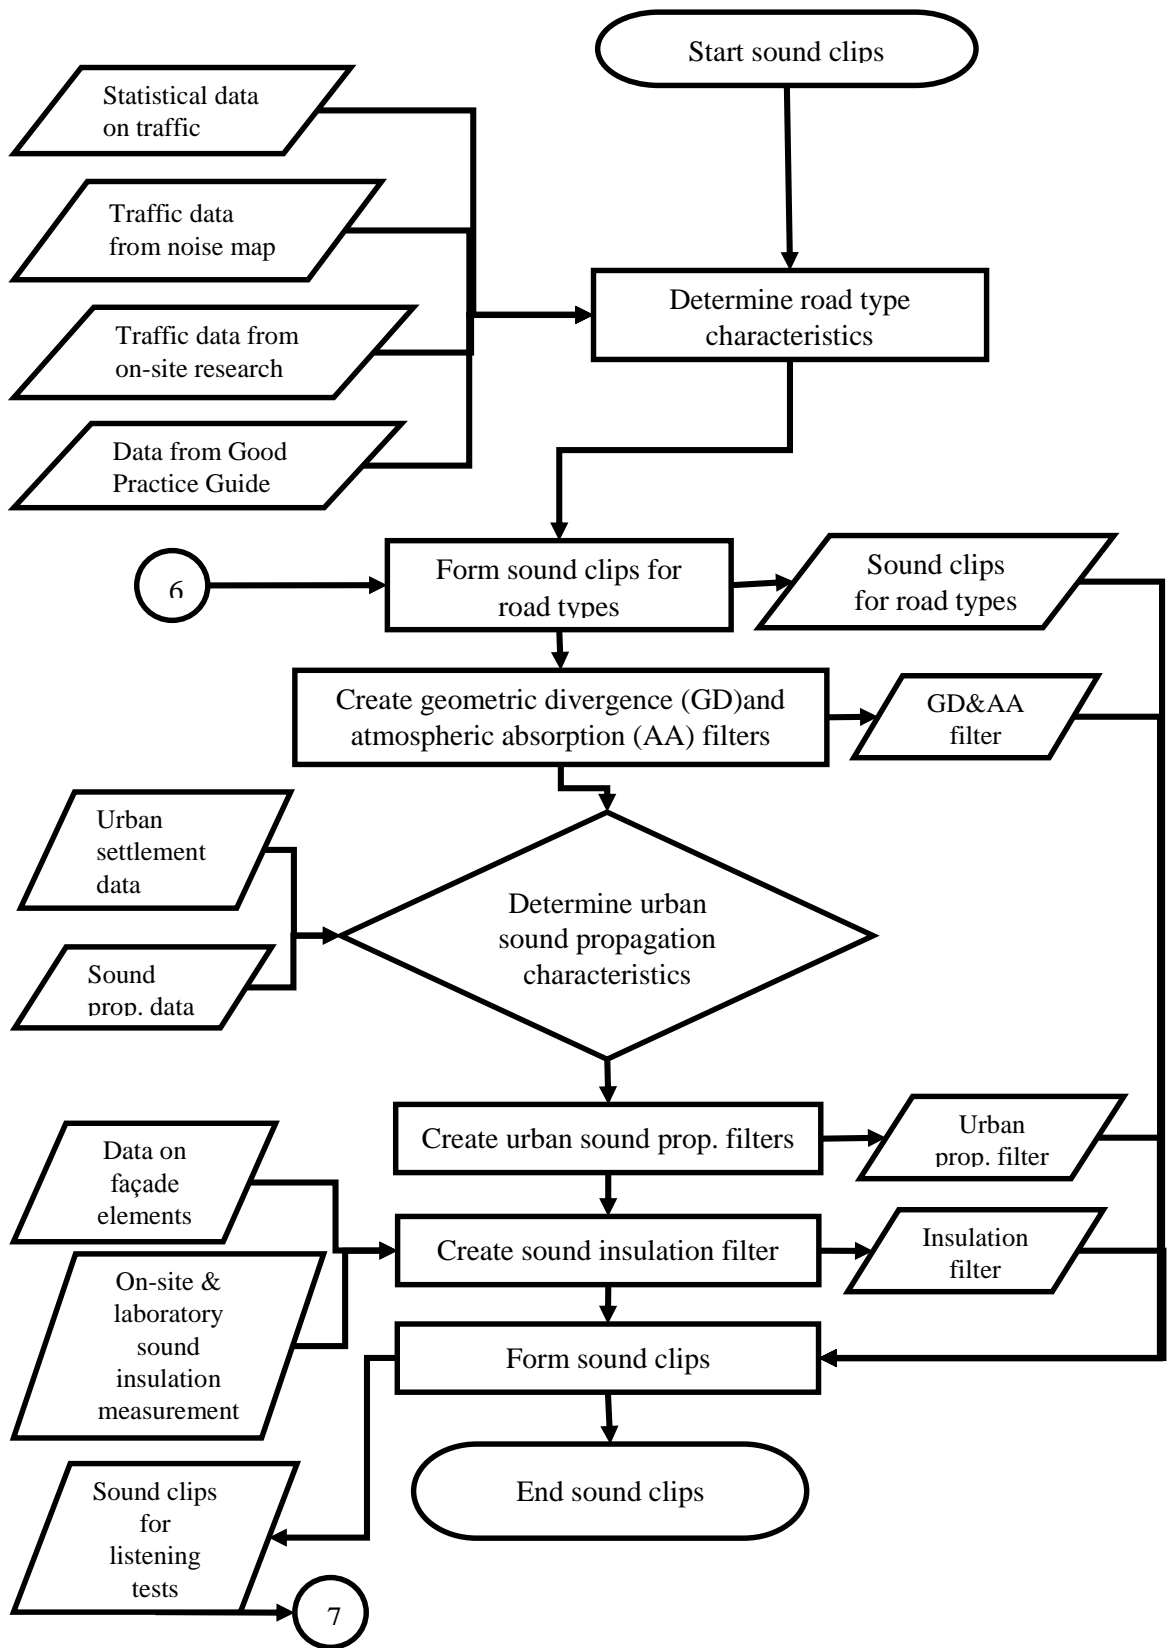 Start sound clips
Statistical data
on traffic
Traffic data
from noise map
Determine road type
characteristics
Traffic data from
on-site research
Data from Good
Practice Guide
6
Form sound clips for
road types
Sound clips
for road types
Create geometric divergence (GD)and
atmospheric absorption (AA) filters
GD&AA
filter
Urban
settlement
data
Determine urban
sound propagation
characteristics
Sound
prop. data
Create urban sound prop. filters
Urban
prop. filter
Data on
façade
elements
Create sound insulation filter
Insulation
filter
On-site &
laboratory
sound
insulation
measurement
Form sound clips
End sound clips
Sound clips
for
listening
tests
7